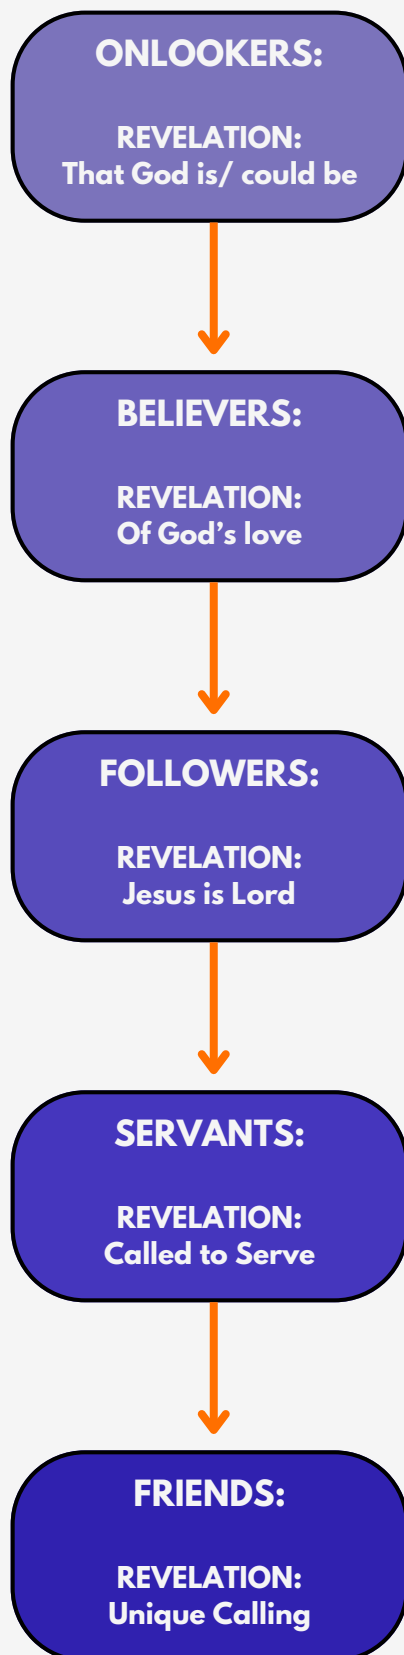 ONLOOKERS:
REVELATION:
That God is/ could be
BELIEVERS:
REVELATION:
Of God’s love
FOLLOWERS:
REVELATION:
Jesus is Lord
SERVANTS:
REVELATION:
Called to Serve
FRIENDS:
REVELATION:
Unique Calling